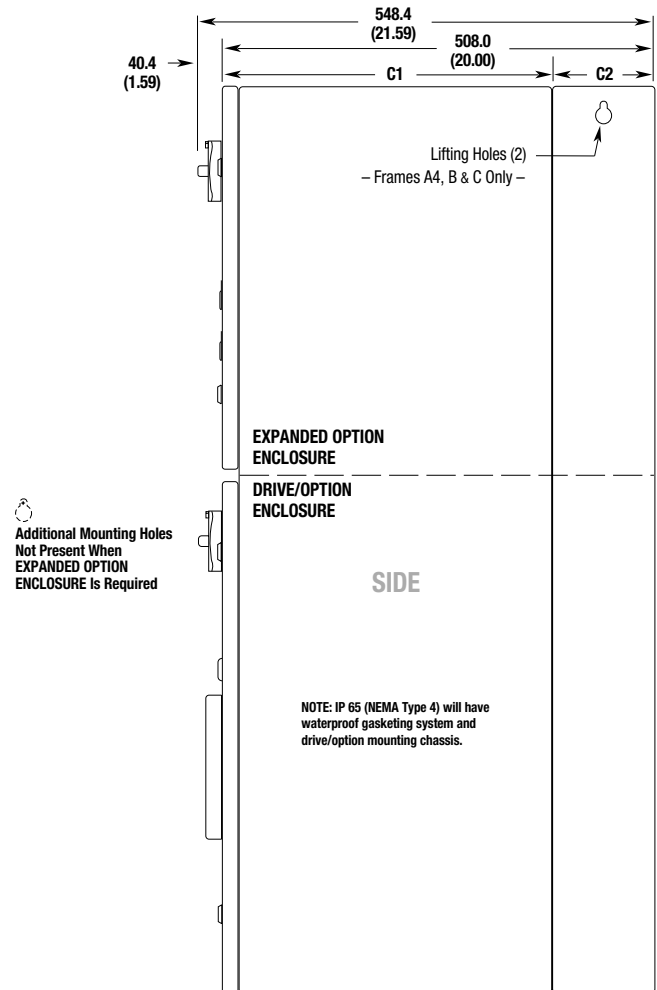 548.4
(21.59)
508.0
(20.00)
40.4
(1.59)
C1
C2
Lifting Holes (2)
– Frames A4, B & C Only –
EXPANDED OPTION
ENCLOSURE
DRIVE/OPTION
ENCLOSURE
Additional Mounting Holes
Not Present When
EXPANDED OPTION
ENCLOSURE Is Required
SIDE
NOTE: IP 65 (NEMA Type 4) will have
waterproof gasketing system and
drive/option mounting chassis.